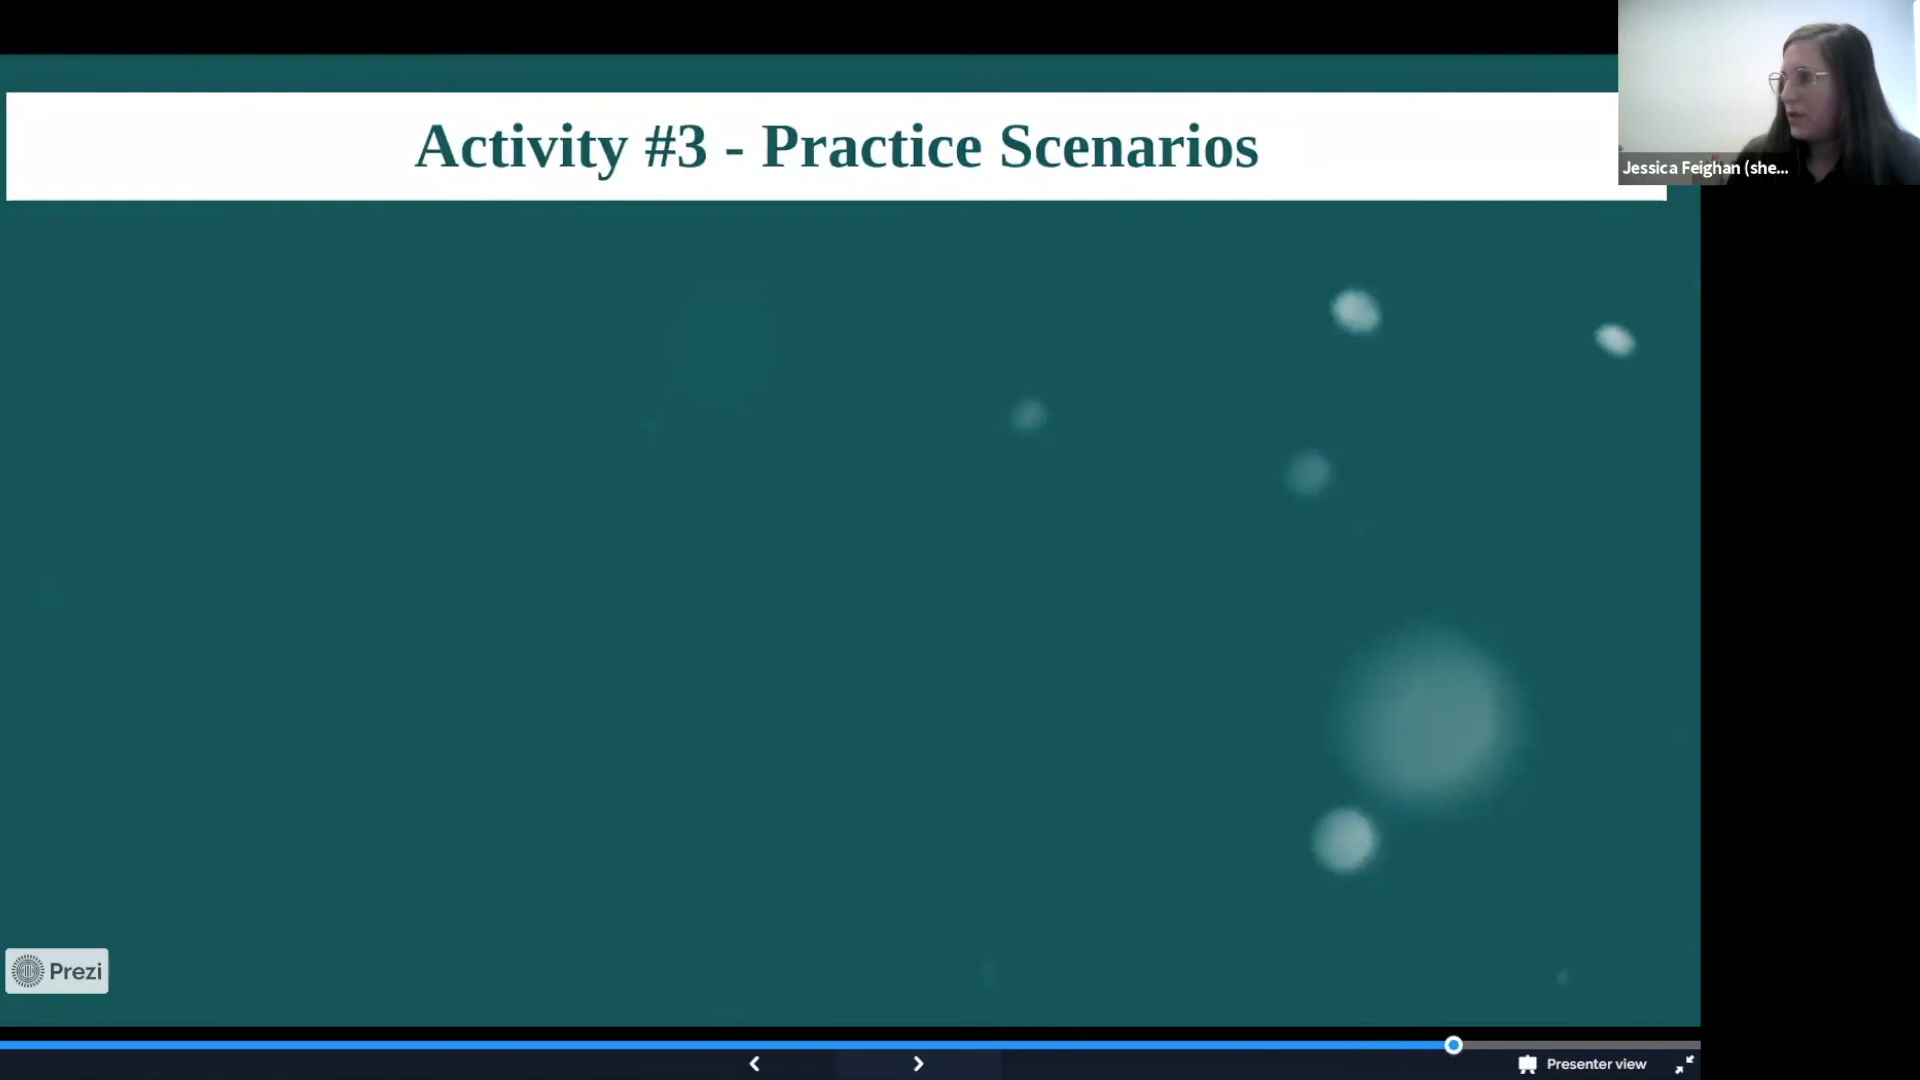 Activity #3 - Practice Scenarios
Jessica Feighan (she...
Prezi
Presenter view